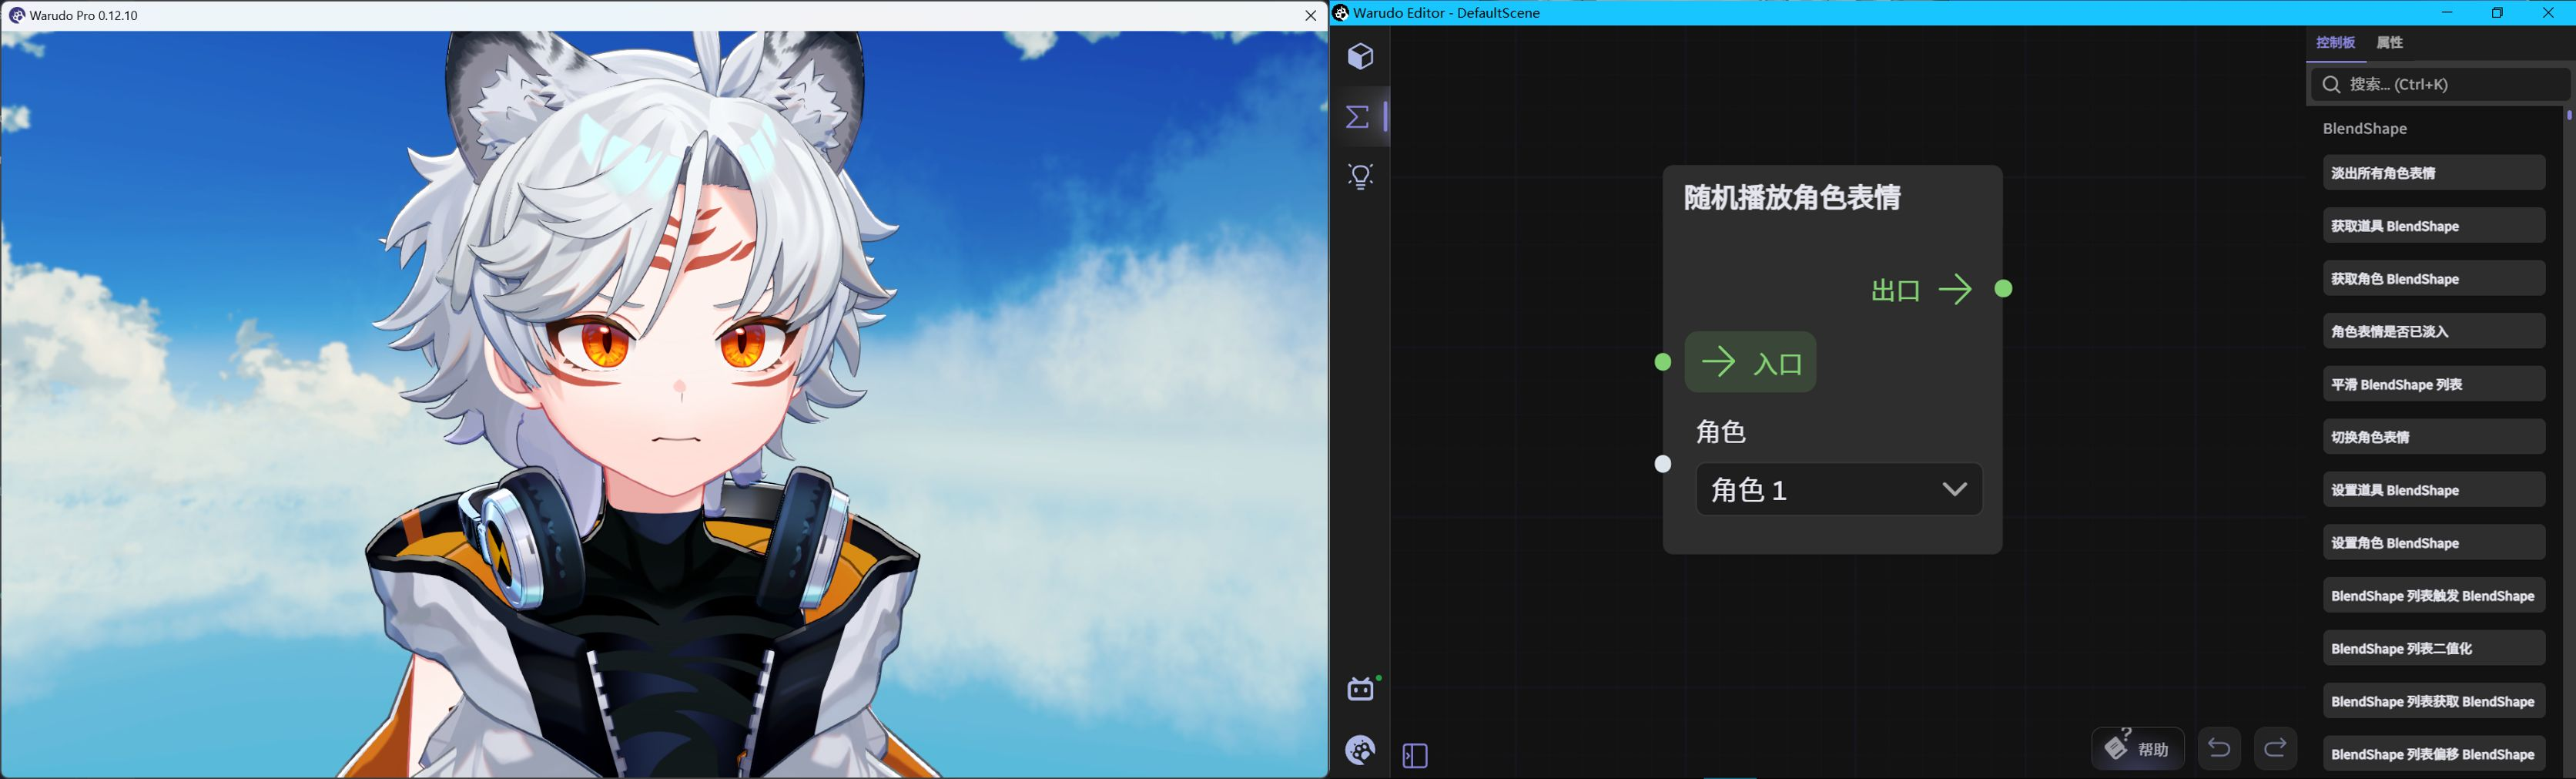 Warudo Pro 0.12.10
Warudo Editor - DefaultScene
随机播放角色表情
出口
入口
角色
角色 1
帮助
控制板
属性
搜索... (Ctrl+K)
BlendShape
淡出所有角色表情
获取道具 BlendShape
获取角色 BlendShape
角色表情是否已淡入
平滑 BlendShape 列表
切换角色表情
设置道具 BlendShape
设置角色 BlendShape
BlendShape 列表触发 BlendShape
BlendShape 列表二值化
BlendShape 列表获取 BlendShape
BlendShape 列表偏移 BlendShape